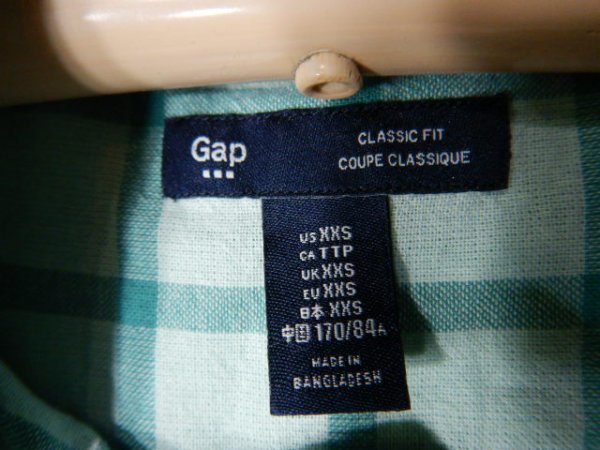 Gap
CLASSIC FIT
COUPE CLASSIQUE
US XXS
CA TTP
UK XXS
EU XXS
日本 XXS
中国 170/84A
MADE IN
BANGLADESH